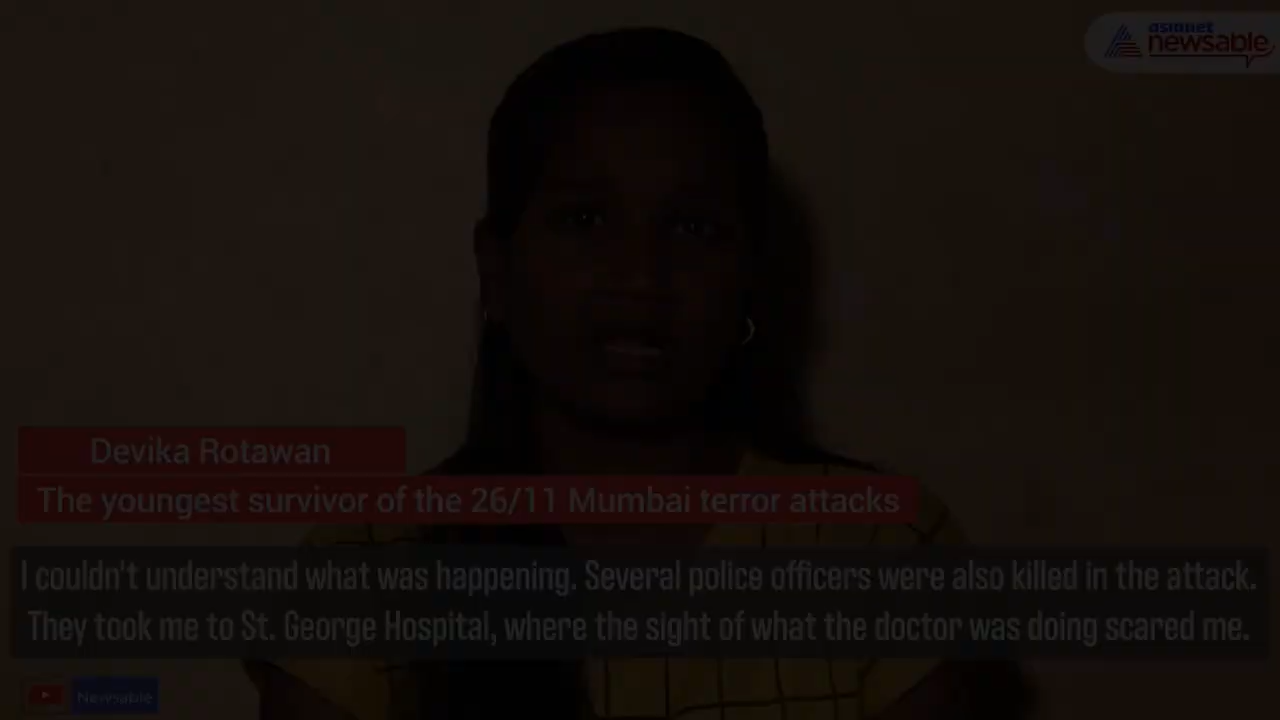 asianet
newsable
Devika Rotawan
The youngest survivor of the 26/11 Mumbai terror attacks
I couldn't understand what was happening. Several police officers were also killed in the attack.
They took me to St. George Hospital, where the sight of what the doctor was doing scared me.
Newsable